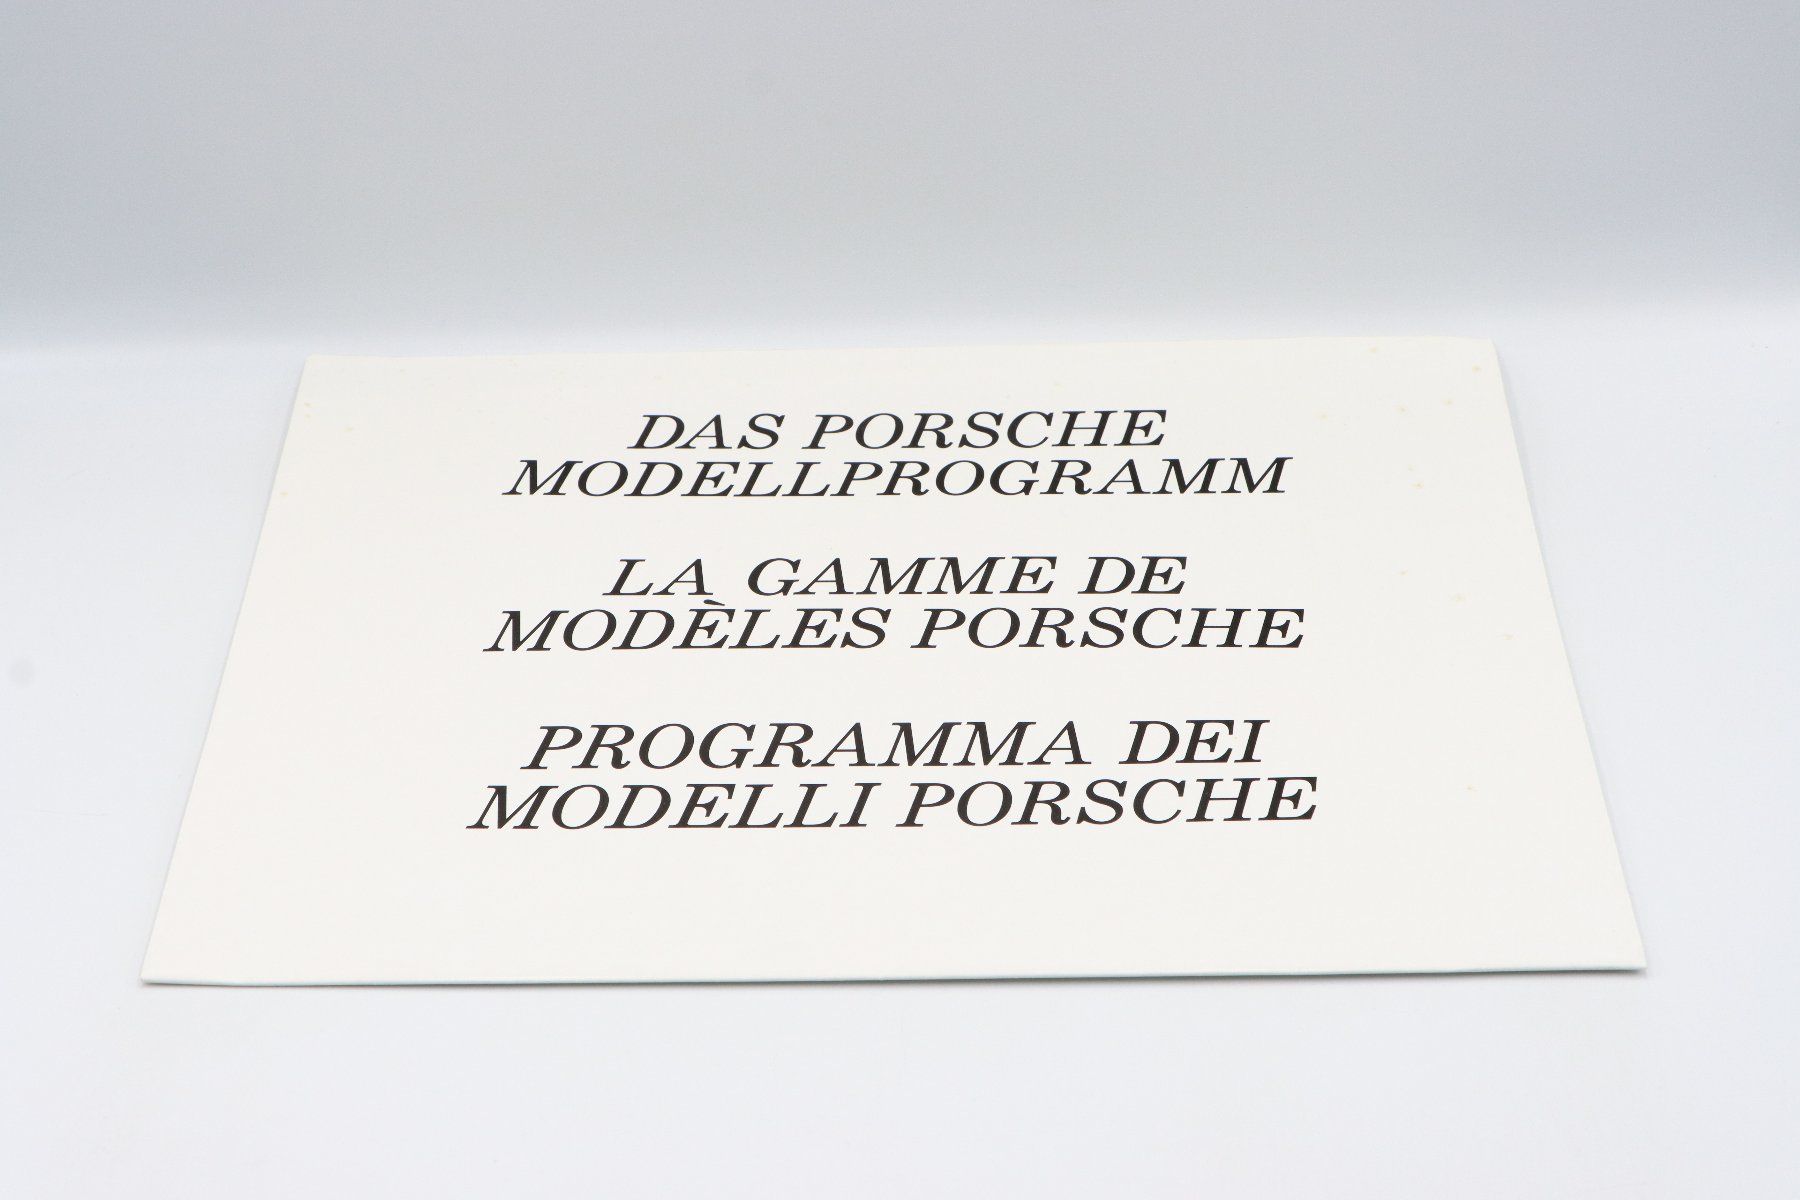 DAS PORSCHE
MODELLPROGRAMM
LA GAMME DE
MODÈLES PORSCHE
PROGRAMMA DEI
MODELLI PORSCHE